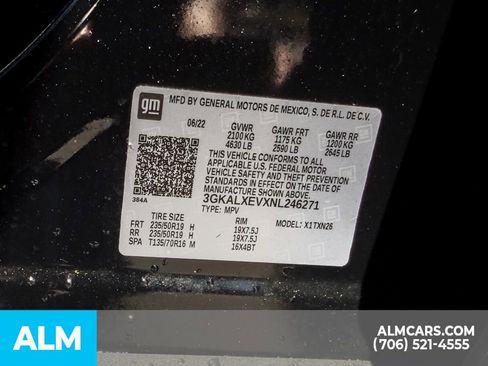 gm
MFD BY GENERAL MOTORS DE MEXICO, S. DE R.L. DE C.V.
06/22 GVWR GAWR FRT GAWR RR
2100 KG 1175 KG 1200 KG
4630 LB 2590 LB 2645 LB
THIS VEHICLE CONFORMS TO ALL
APPLICABLE U.S. FEDERAL MOTOR
VEHICLE SAFETY AND THEFT PREVENTION
STANDARDS IN EFFECT ON THE DATE OF
MANUFACTURE SHOWN ABOVE.
384A
3GKALXEVXNL246271
TYPE: MPV MODEL: X1TXN26
TIRE SIZE RIM
FRT 235/50R19 H 19X7.5J
RR 235/50R19 H 19X7.5J
SPA T135/70R16 M 16X4BT
ALM
ALMCARS.COM
(706) 521-4555